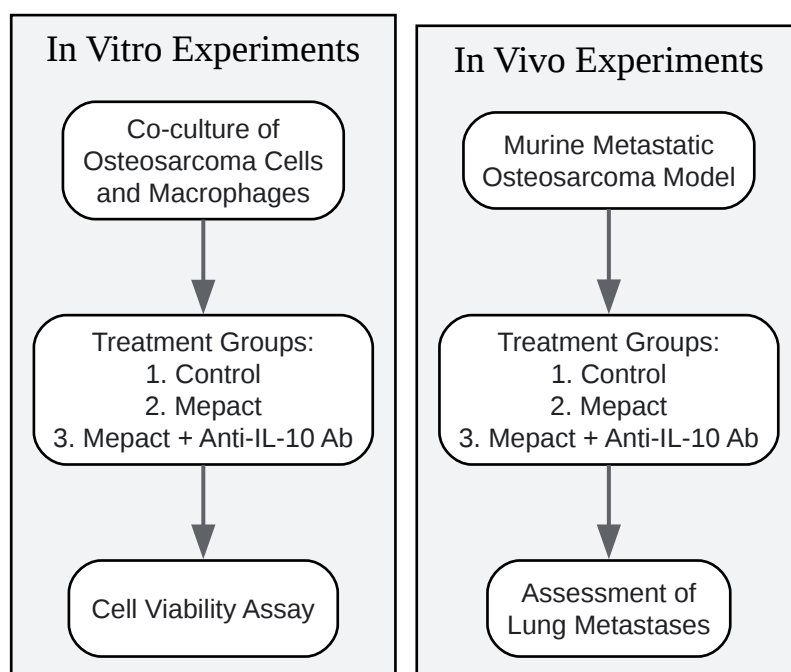 In Vitro Experiments
Co-culture of
Osteosarcoma Cells
and Macrophages
Treatment Groups:
1. Control
2. Mepact
3. Mepact + Anti-IL-10 Ab
Cell Viability Assay
In Vivo Experiments
Murine Metastatic
Osteosarcoma Model
Treatment Groups:
1. Control
2. Mepact
3. Mepact + Anti-IL-10 Ab
Assessment of
Lung Metastases